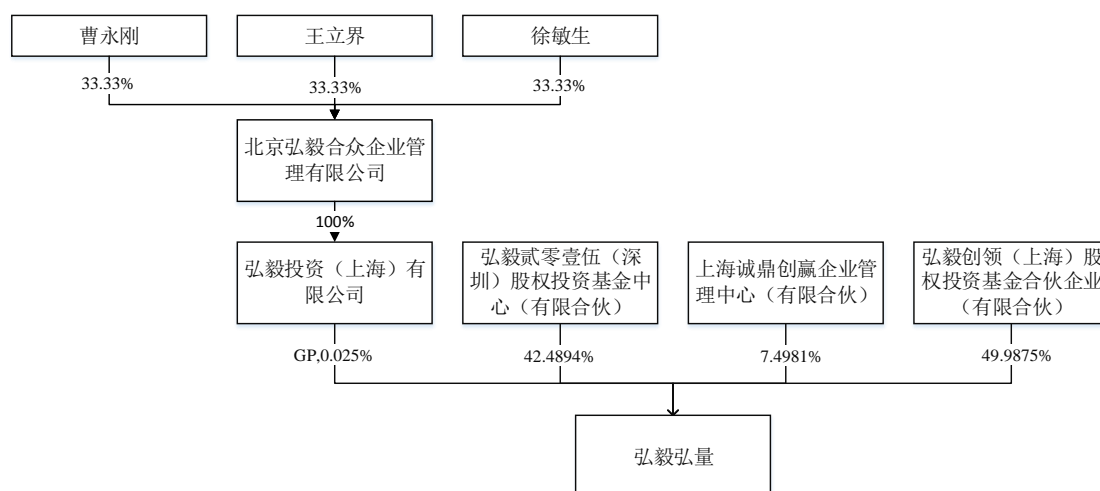 曹永刚
王立界
徐敏生
33.33%
33.33%
33.33%
北京弘毅合众企业管
理有限公司
100%
弘毅投资（上海）有
限公司
弘毅贰零壹伍（深
圳）股权投资基金中
心（有限合伙）
上海诚鼎创赢企业管
理中心（有限合伙）
弘毅创领（上海）股
权投资基金合伙企业
（有限合伙）
GP,0.025%
42.4894%
7.4981%
49.9875%
弘毅弘量